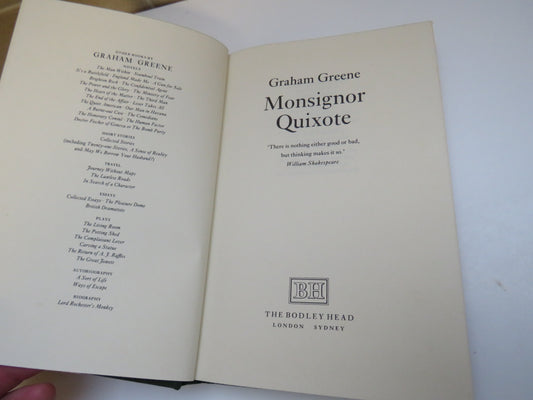 OTHER BOOKS BY
GRAHAM GREENE
NOVELS
The Man Within · Stamboul Train
It's a Battlefield · England Made Me · A Gun for Sale
Brighton Rock · The Confidential Agent
The Power and the Glory · The Ministry of Fear
The Heart of the Matter · The Third Man
The End of the Affair · Loser Takes All
The Quiet American · Our Man in Havana
A Burnt-out Case · The Comedians
The Honorary Consul · The Human Factor
Doctor Fischer of Geneva or The Bomb Party
SHORT STORIES
Collected Stories
(including Twenty-one Stories, A Sense of Reality
and May We Borrow Your Husband?)
TRAVEL
Journey Without Maps
The Lawless Roads
In Search of a Character
ESSAYS
Collected Essays · The Pleasure Dome
British Dramatists
PLAYS
The Living Room
The Potting Shed
The Complaisant Lover
Carving a Statue
The Return of A. J. Raffles
The Great Jowett
AUTOBIOGRAPHY
A Sort of Life
Ways of Escape
BIOGRAPHY
Lord Rochester's Monkey
Graham Greene
Monsignor
Quixote
'There is nothing either good or bad,
but thinking makes it so.'
William Shakespeare
BH
THE BODLEY HEAD
LONDON SYDNEY